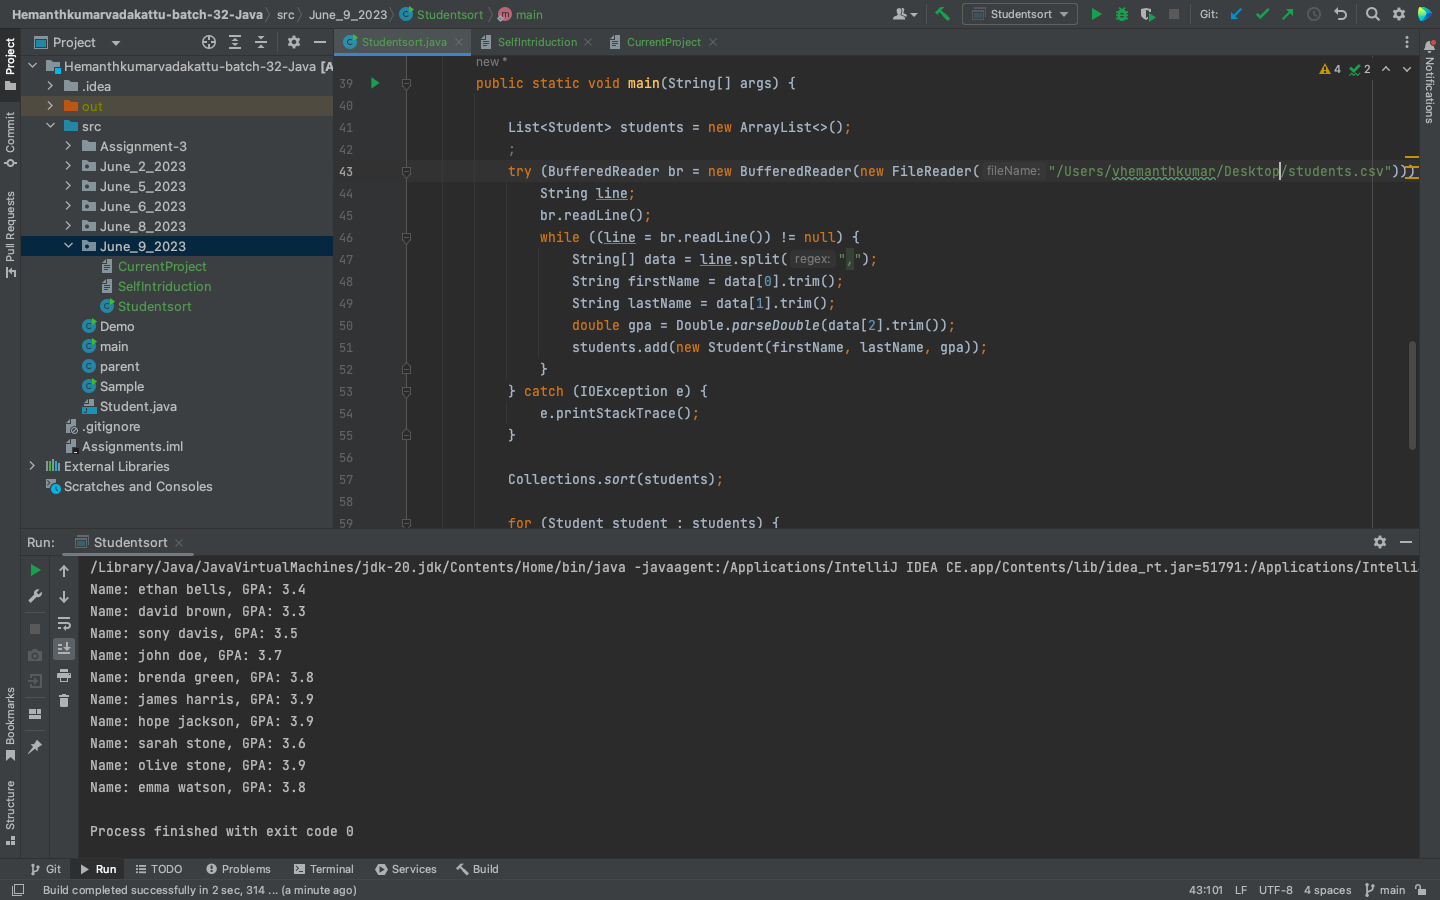 Hemanthkumarvadakattu-batch-32-Java src June_9_2023 Studentsort main
Studentsort Git:
Project Studentsort.java SelfIntriduction CurrentProject
Project
Commit
Pull Requests
Bookmarks
Structure
Notifications
Hemanthkumarvadakattu-batch-32-Java [A
.idea
out
src
Assignment-3
June_2_2023
June_5_2023
June_6_2023
June_8_2023
June_9_2023
CurrentProject
SelfIntriduction
Studentsort
Demo
main
parent
Sample
Student.java
.gitignore
Assignments.iml
External Libraries
Scratches and Consoles
new *
4 2
39 public static void main(String[] args) {
40
41 List<Student> students = new ArrayList<>();
42 ;
43 try (BufferedReader br = new BufferedReader(new FileReader( fileName: "/Users/vhemanthkumar/Desktop/students.csv")))
44 String line;
45 br.readLine();
46 while ((line = br.readLine()) != null) {
47 String[] data = line.split( regex: ",");
48 String firstName = data[0].trim();
49 String lastName = data[1].trim();
50 double gpa = Double.parseDouble(data[2].trim());
51 students.add(new Student(firstName, lastName, gpa));
52 }
53 } catch (IOException e) {
54 e.printStackTrace();
55 }
56
57 Collections.sort(students);
58
59 for (Student student : students) {
Run: Studentsort
/Library/Java/JavaVirtualMachines/jdk-20.jdk/Contents/Home/bin/java -javaagent:/Applications/IntelliJ IDEA CE.app/Contents/lib/idea_rt.jar=51791:/Applications/Intelli
Name: ethan bells, GPA: 3.4
Name: david brown, GPA: 3.3
Name: sony davis, GPA: 3.5
Name: john doe, GPA: 3.7
Name: brenda green, GPA: 3.8
Name: james harris, GPA: 3.9
Name: hope jackson, GPA: 3.9
Name: sarah stone, GPA: 3.6
Name: olive stone, GPA: 3.9
Name: emma watson, GPA: 3.8
Process finished with exit code 0
Git Run TODO Problems Terminal Services Build
Build completed successfully in 2 sec, 314 ... (a minute ago) 43:101 LF UTF-8 4 spaces main